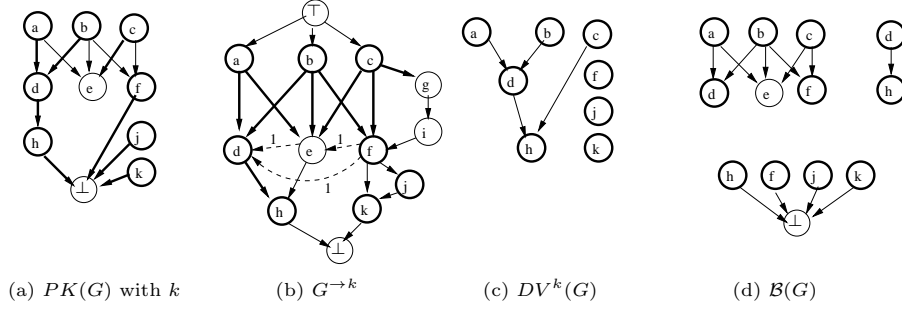 a b c
d e f
h j
k
⊥
(a) PK(G) with k
⊤
a b c
g
1 1
d e f i
1
h k j
⊥
(b) G→k
a b c
d f
j
h k
(c) DV^k(G)
a b c d
d e f h
h f j k
⊥
(d) ℬ(G)